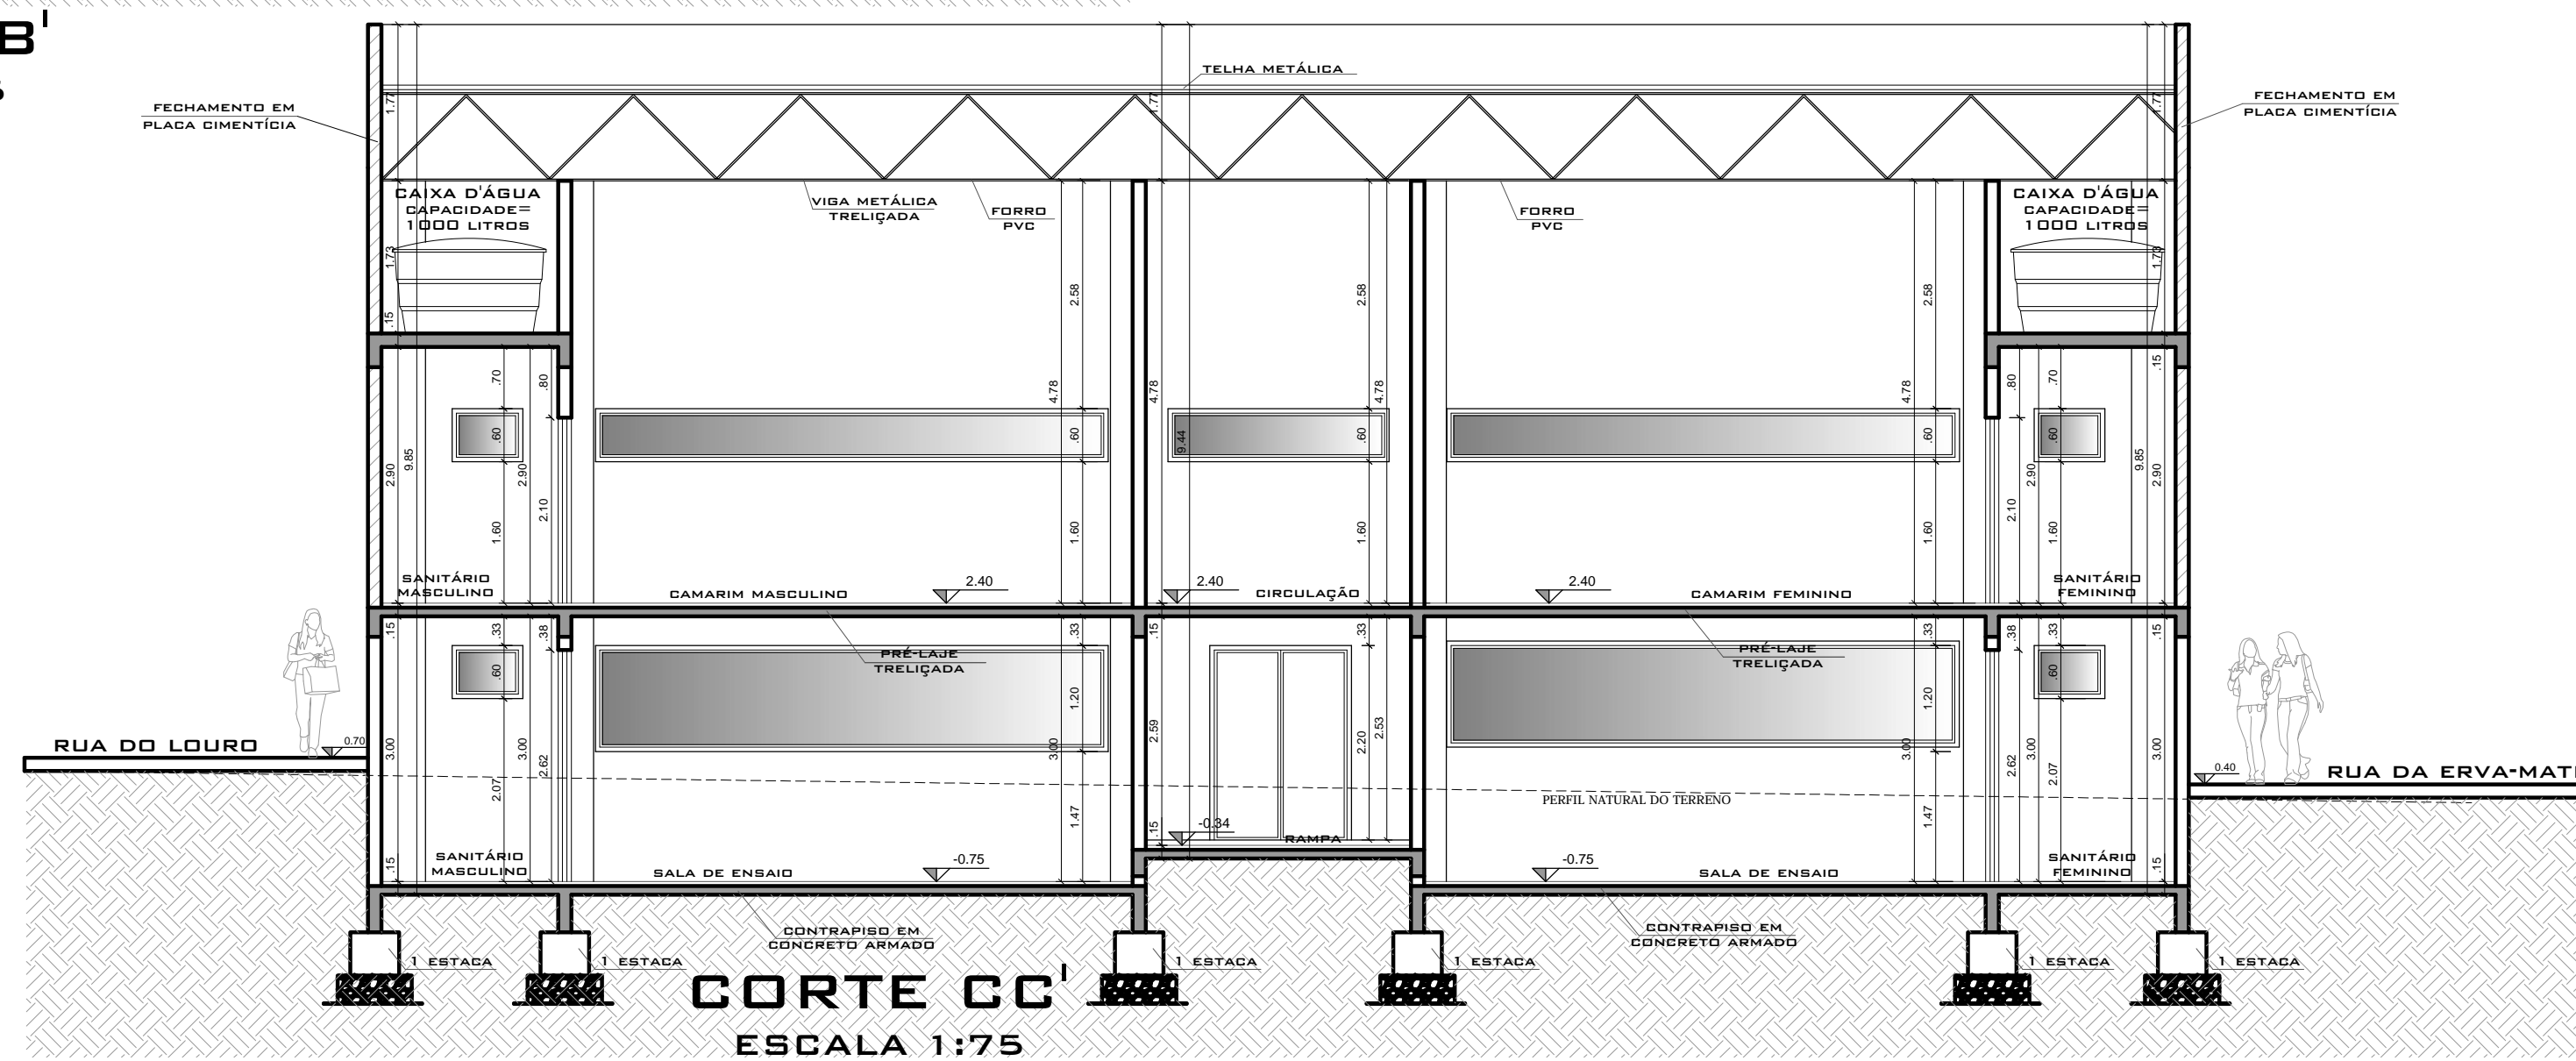 B'
TELHA METÁLICA
FECHAMENTO EM
PLACA CIMENTÍCIA
FECHAMENTO EM
PLACA CIMENTÍCIA
1.77
1.77
1.77
CAIXA D'ÁGUA
CAPACIDADE=
1000 LITROS
VIGA METÁLICA
TRELIÇADA
FORRO
PVC
FORRO
PVC
CAIXA D'ÁGUA
CAPACIDADE=
1000 LITROS
1.73
2.58
2.58
2.58
1.73
.15
.15
.70
.80
4.78
4.78
4.78
4.78
.80
.70
.60
.60
9.44
.60
.60
.60
2.90
9.85
2.90
2.10
1.60
1.60
1.60
1.60
2.10
2.90
1.60
9.85
2.90
SANITÁRIO
MASCULINO
CAMARIM MASCULINO
2.40
2.40
CIRCULAÇÃO
2.40
CAMARIM FEMININO
SANITÁRIO
FEMININO
.15
.33
.38
.33
.15
.33
.33
.38
.33
.15
PRÉ-LAJE
TRELIÇADA
PRÉ-LAJE
TRELIÇADA
.60
1.20
1.20
.60
RUA DO LOURO
0.70
3.00
3.00
2.62
2.07
3.00
1.47
2.59
2.20
2.53
3.00
1.47
2.62
3.00
2.07
3.00
0.40
RUA DA ERVA-MAT
PERFIL NATURAL DO TERRENO
.15
-0.34
RAMPA
.15
SANITÁRIO
MASCULINO
SALA DE ENSAIO
-0.75
-0.75
SALA DE ENSAIO
SANITÁRIO
FEMININO
.15
CONTRAPISO EM
CONCRETO ARMADO
CONTRAPISO EM
CONCRETO ARMADO
1 ESTACA
1 ESTACA
1 ESTACA
1 ESTACA
1 ESTACA
1 ESTACA
CORTE CC'
ESCALA 1:75